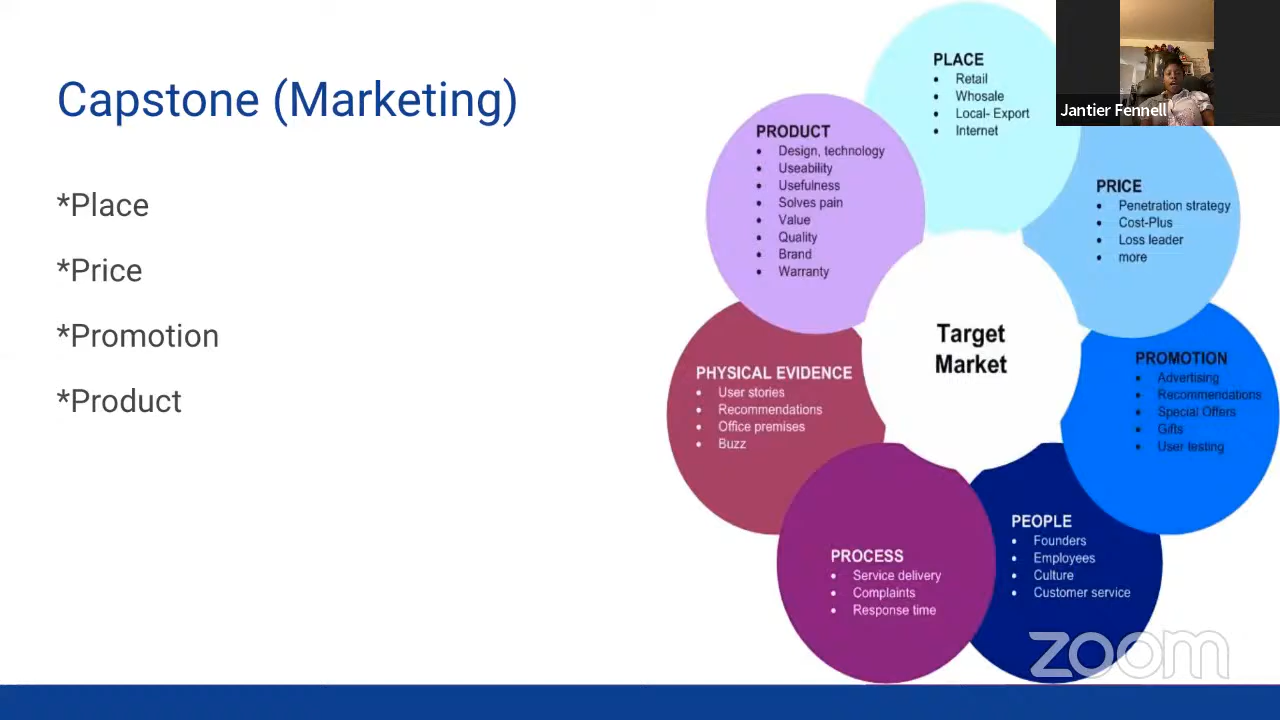 Capstone (Marketing)
*Place
*Price
*Promotion
*Product
PLACE
• Retail
• Whosale
• Local- Export
• Internet
Jantier Fennell
PRODUCT
• Design, technology
• Useability
• Usefulness
• Solves pain
• Value
• Quality
• Brand
• Warranty
PRICE
• Penetration strategy
• Cost-Plus
• Loss leader
• more
Target
Market
PHYSICAL EVIDENCE
• User stories
• Recommendations
• Office premises
• Buzz
PROMOTION
• Advertising
• Recommendations
• Special Offers
• Gifts
• User testing
PROCESS
• Service delivery
• Complaints
• Response time
PEOPLE
• Founders
• Employees
• Culture
• Customer service
zoom